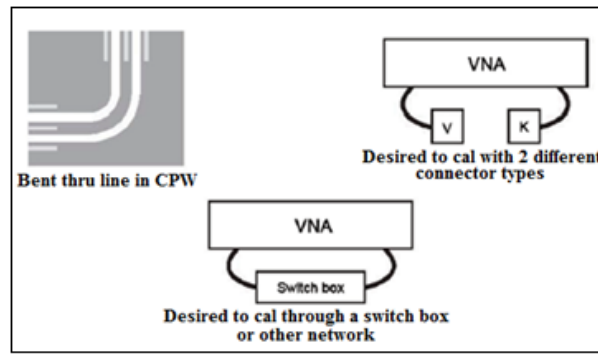 VNA
V
K
Bent thru line in CPW
Desired to cal with 2 different
connector types
VNA
Switch box
Desired to cal through a switch box
or other network